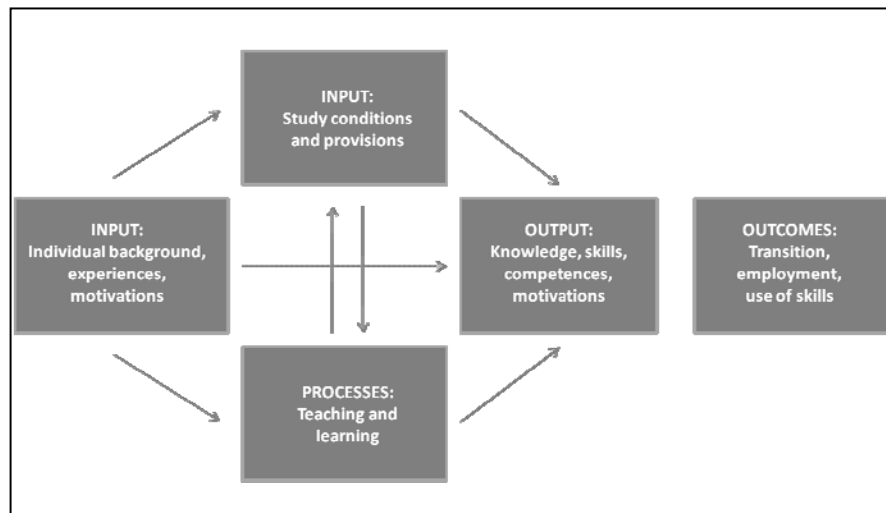 INPUT:
Study conditions
and provisions
INPUT:
Individual background,
experiences,
motivations
OUTPUT:
Knowledge, skills,
competences,
motivations
OUTCOMES:
Transition,
employment,
use of skills
PROCESSES:
Teaching and
learning